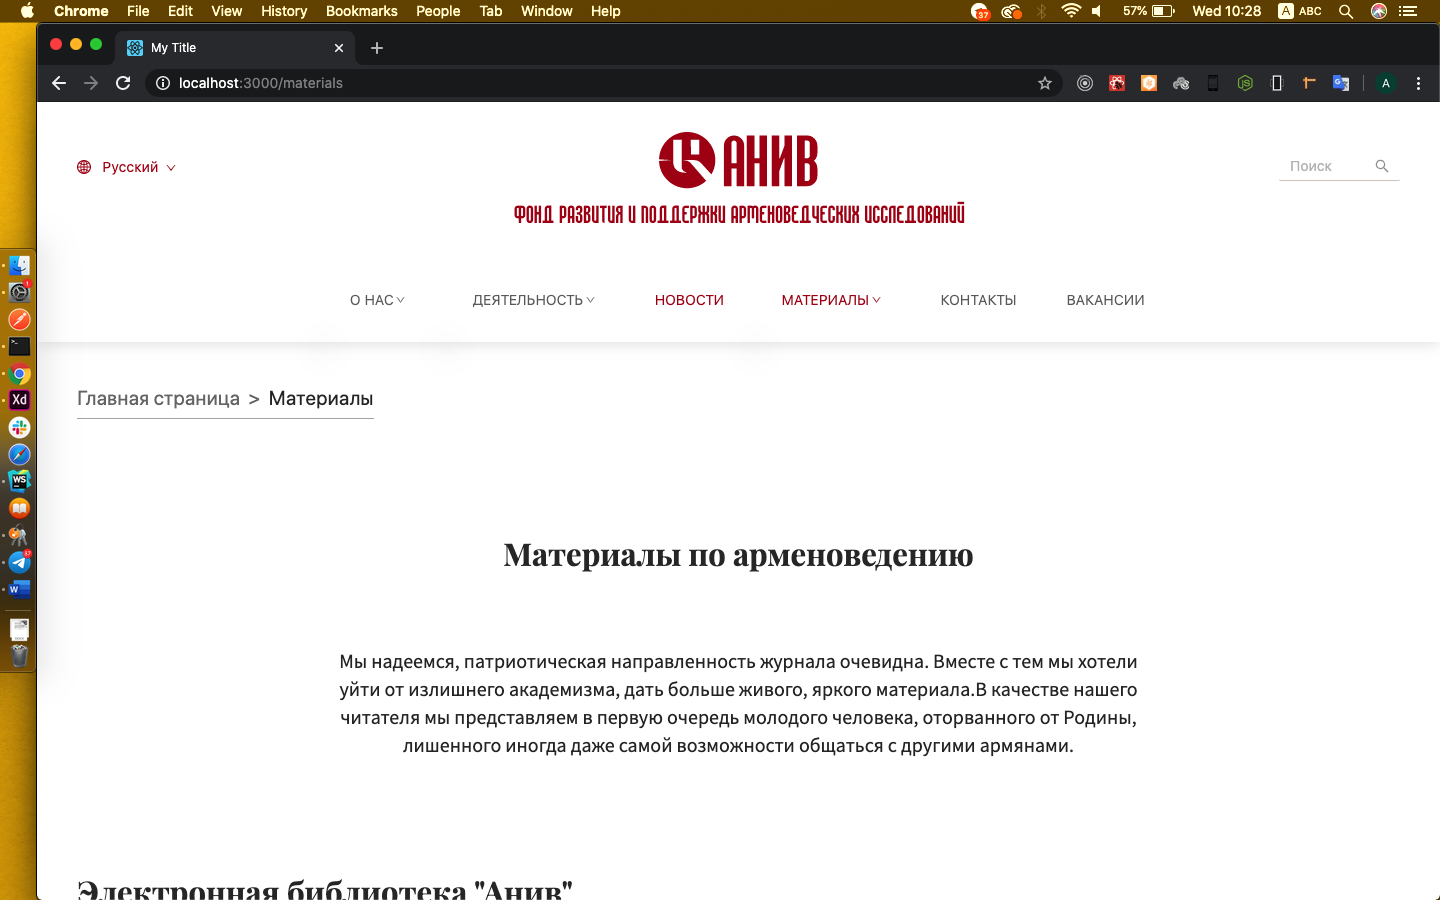 Chrome File Edit View History Bookmarks People Tab Window Help 37 57% Wed 10:28 A ABC
My Title
localhost:3000/materials A
Русский
АНИВ
Поиск
ФОНД РАЗВИТИЯ И ПОДДЕРЖКИ АРМЕНОВЕДЧЕСКИХ ИССЛЕДОВАНИЙ
О НАС ДЕЯТЕЛЬНОСТЬ НОВОСТИ МАТЕРИАЛЫ КОНТАКТЫ ВАКАНСИИ
Главная страница > Материалы
Xd
WS
W
Материалы по арменоведению
Мы надеемся, патриотическая направленность журнала очевидна. Вместе с тем мы хотели
уйти от излишнего академизма, дать больше живого, яркого материала.В качестве нашего
читателя мы представляем в первую очередь молодого человека, оторванного от Родины,
лишенного иногда даже самой возможности общаться с другими армянами.
Электронная библиотека "Анив"